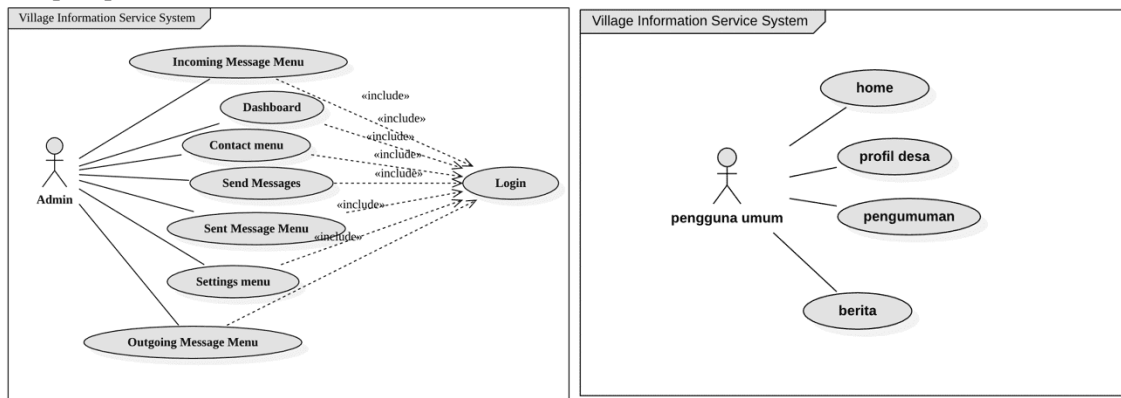 Village Information Service System
Incoming Message Menu
«include»
Dashboard
«include»
«include»
Contact menu
«include»
Send Messages
«include»
Login
Admin
Sent Message Menu
«include»
«include»
Settings menu
Outgoing Message Menu
Village Information Service System
home
profil desa
pengguna umum
pengumuman
berita